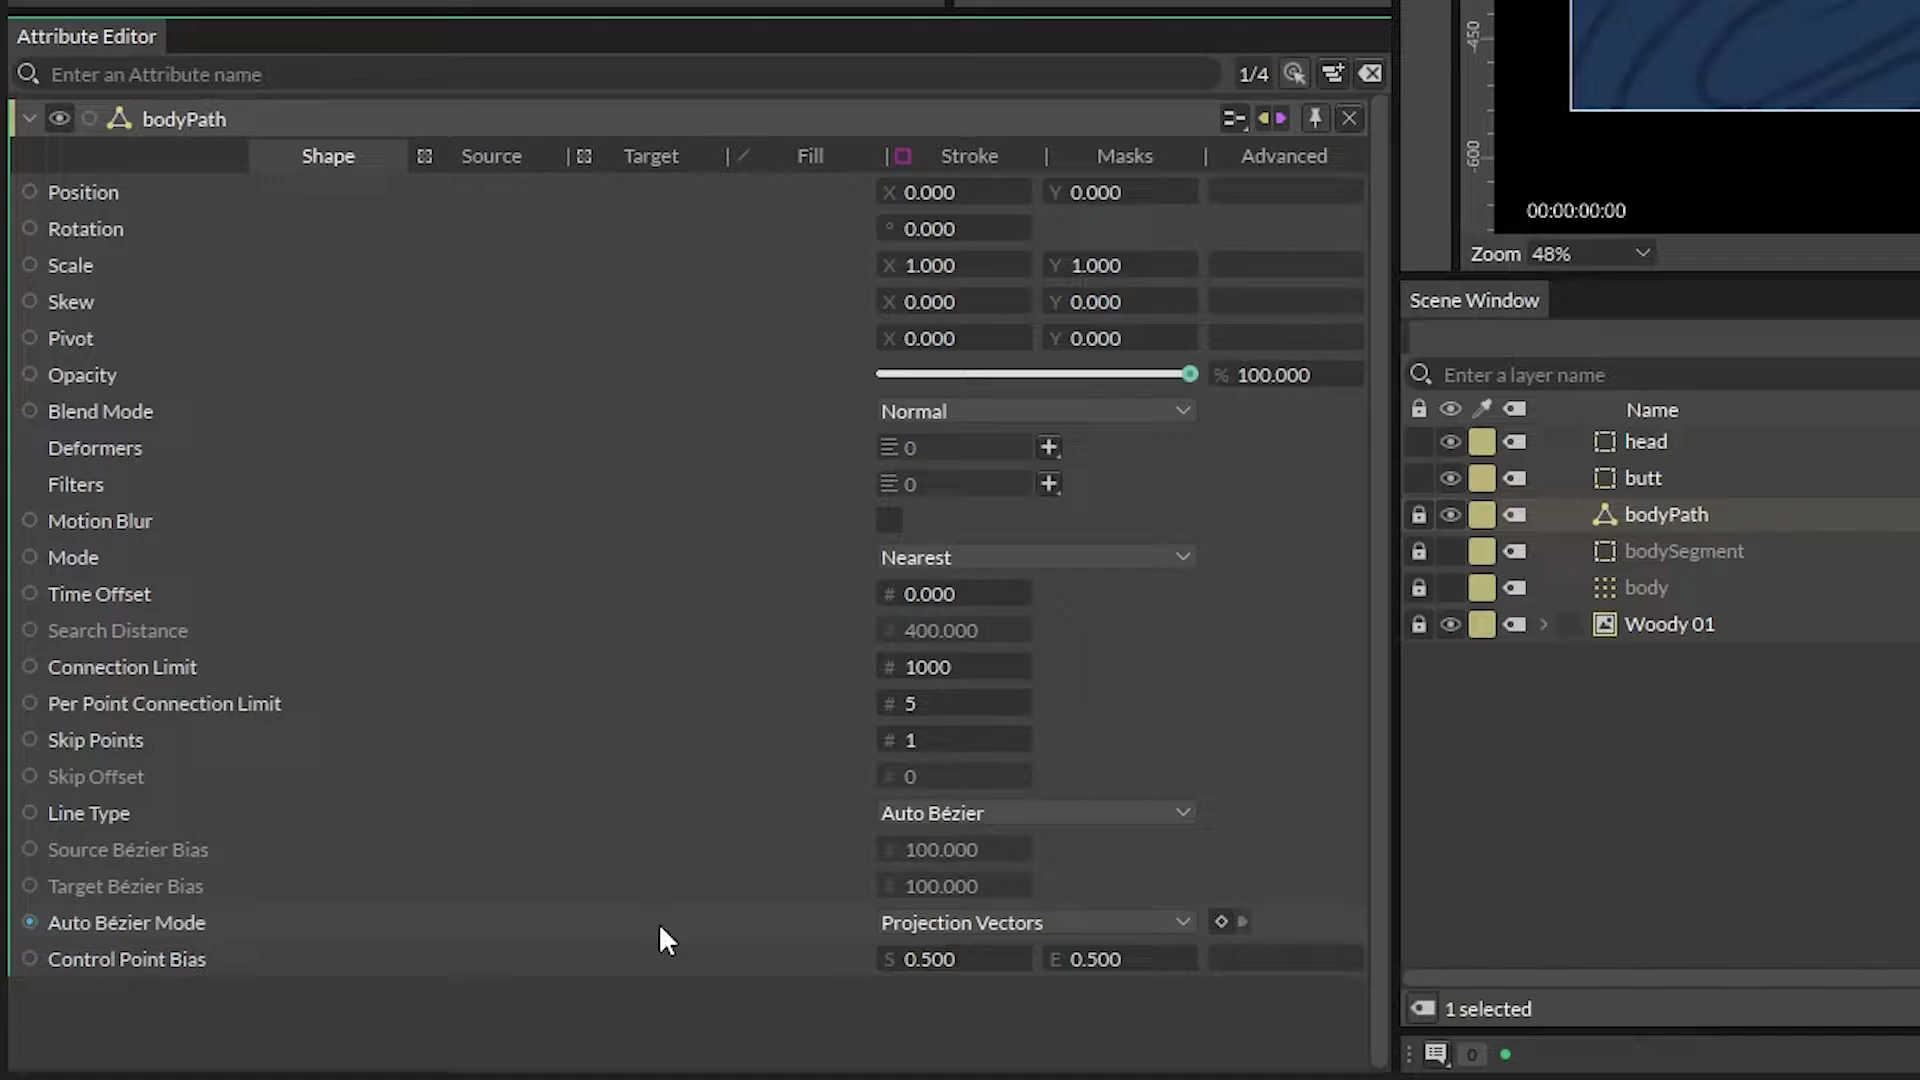 Attribute Editor
Enter an Attribute name 1/4
bodyPath
Shape Source Target Fill Stroke Masks Advanced
Position X 0.000 Y 0.000
Rotation ° 0.000
Scale X 1.000 Y 1.000
Skew X 0.000 Y 0.000
Pivot X 0.000 Y 0.000
Opacity % 100.000
Blend Mode Normal
Deformers 0
Filters 0
Motion Blur
Mode Nearest
Time Offset # 0.000
Search Distance # 400.000
Connection Limit # 1000
Per Point Connection Limit # 5
Skip Points # 1
Skip Offset # 0
Line Type Auto Bézier
Source Bézier Bias # 100.000
Target Bézier Bias # 100.000
Auto Bézier Mode Projection Vectors
Control Point Bias S 0.500 E 0.500
-450
-600
00:00:00:00
Zoom 48%
Scene Window
Enter a layer name
Name
head
butt
bodyPath
bodySegment
body
Woody 01
1 selected
0